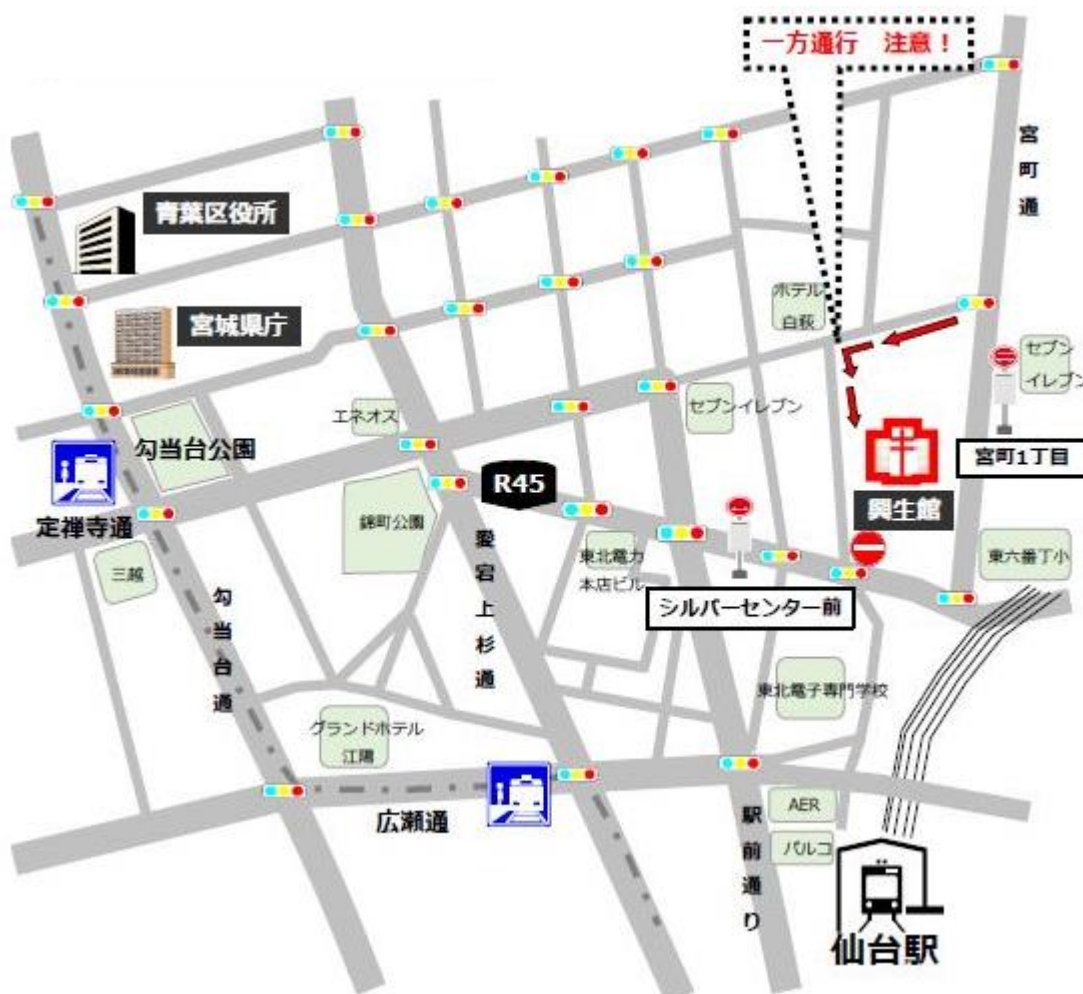 一方通行 注意！
宮町通
青葉区役所
宮城県庁
ホテル
白萩
セブン
イレブン
エネオス
セブンイレブン
勾当台公園
宮町1丁目
R45
興生館
定禅寺通
錦町公園
愛宕上杉通
東北電力
本店ビル
東六番丁小
三越
シルバーセンター前
勾当台通
東北電子専門学校
グランドホテル
江陽
広瀬通
AER
駅前通り
パルコ
仙台駅